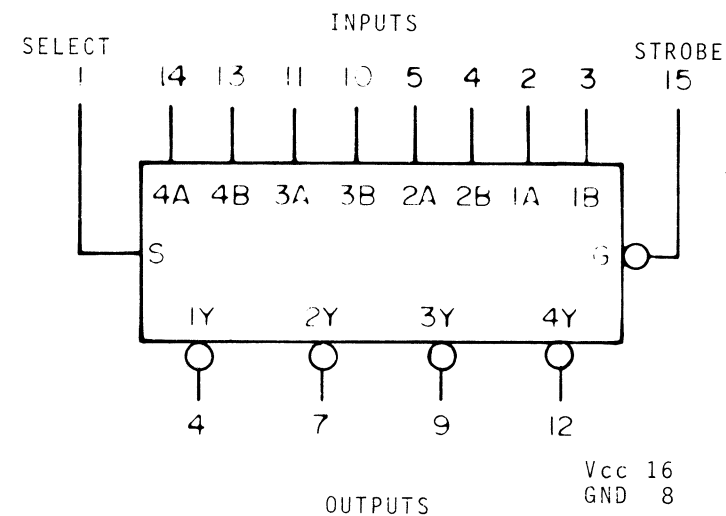 INPUTS
SELECT STROBE
1 14 13 11 10 5 4 2 3 15
4A 4B 3A 3B 2A 2B 1A 1B
S G
1Y 2Y 3Y 4Y
4 7 9 12
Vcc 16
GND 8
OUTPUTS